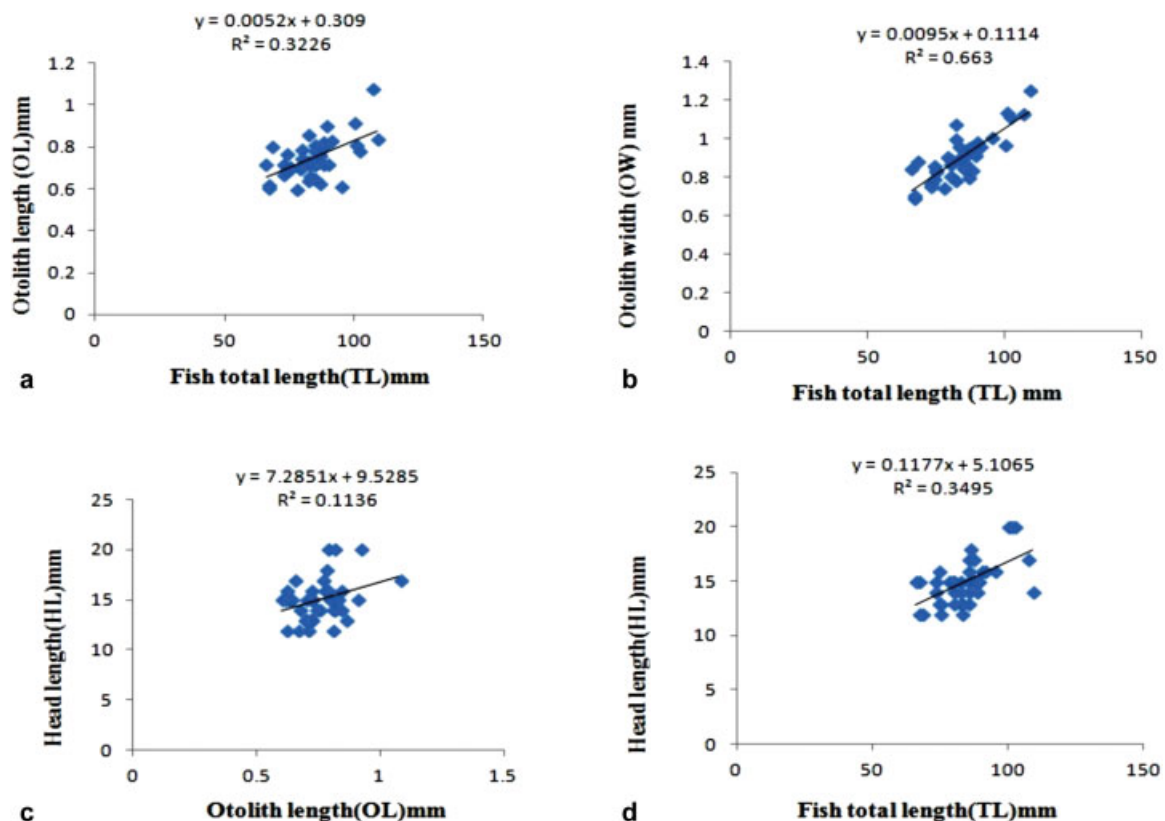 y = 0.0052x + 0.309
R² = 0.3226
Otolith length (OL)mm
1.2
1
0.8
0.6
0.4
0.2
0
0 50 100 150
Fish total length(TL)mm
a
y = 0.0095x + 0.1114
R² = 0.663
Otolith width (OW) mm
1.4
1.2
1
0.8
0.6
0.4
0.2
0
0 50 100 150
Fish total length (TL) mm
b
y = 7.2851x + 9.5285
R² = 0.1136
Head length(HL)mm
25
20
15
10
5
0
0 0.5 1 1.5
Otolith length(OL)mm
c
y = 0.1177x + 5.1065
R² = 0.3495
Head length(HL)mm
25
20
15
10
5
0
0 50 100 150
Fish total length(TL)mm
d